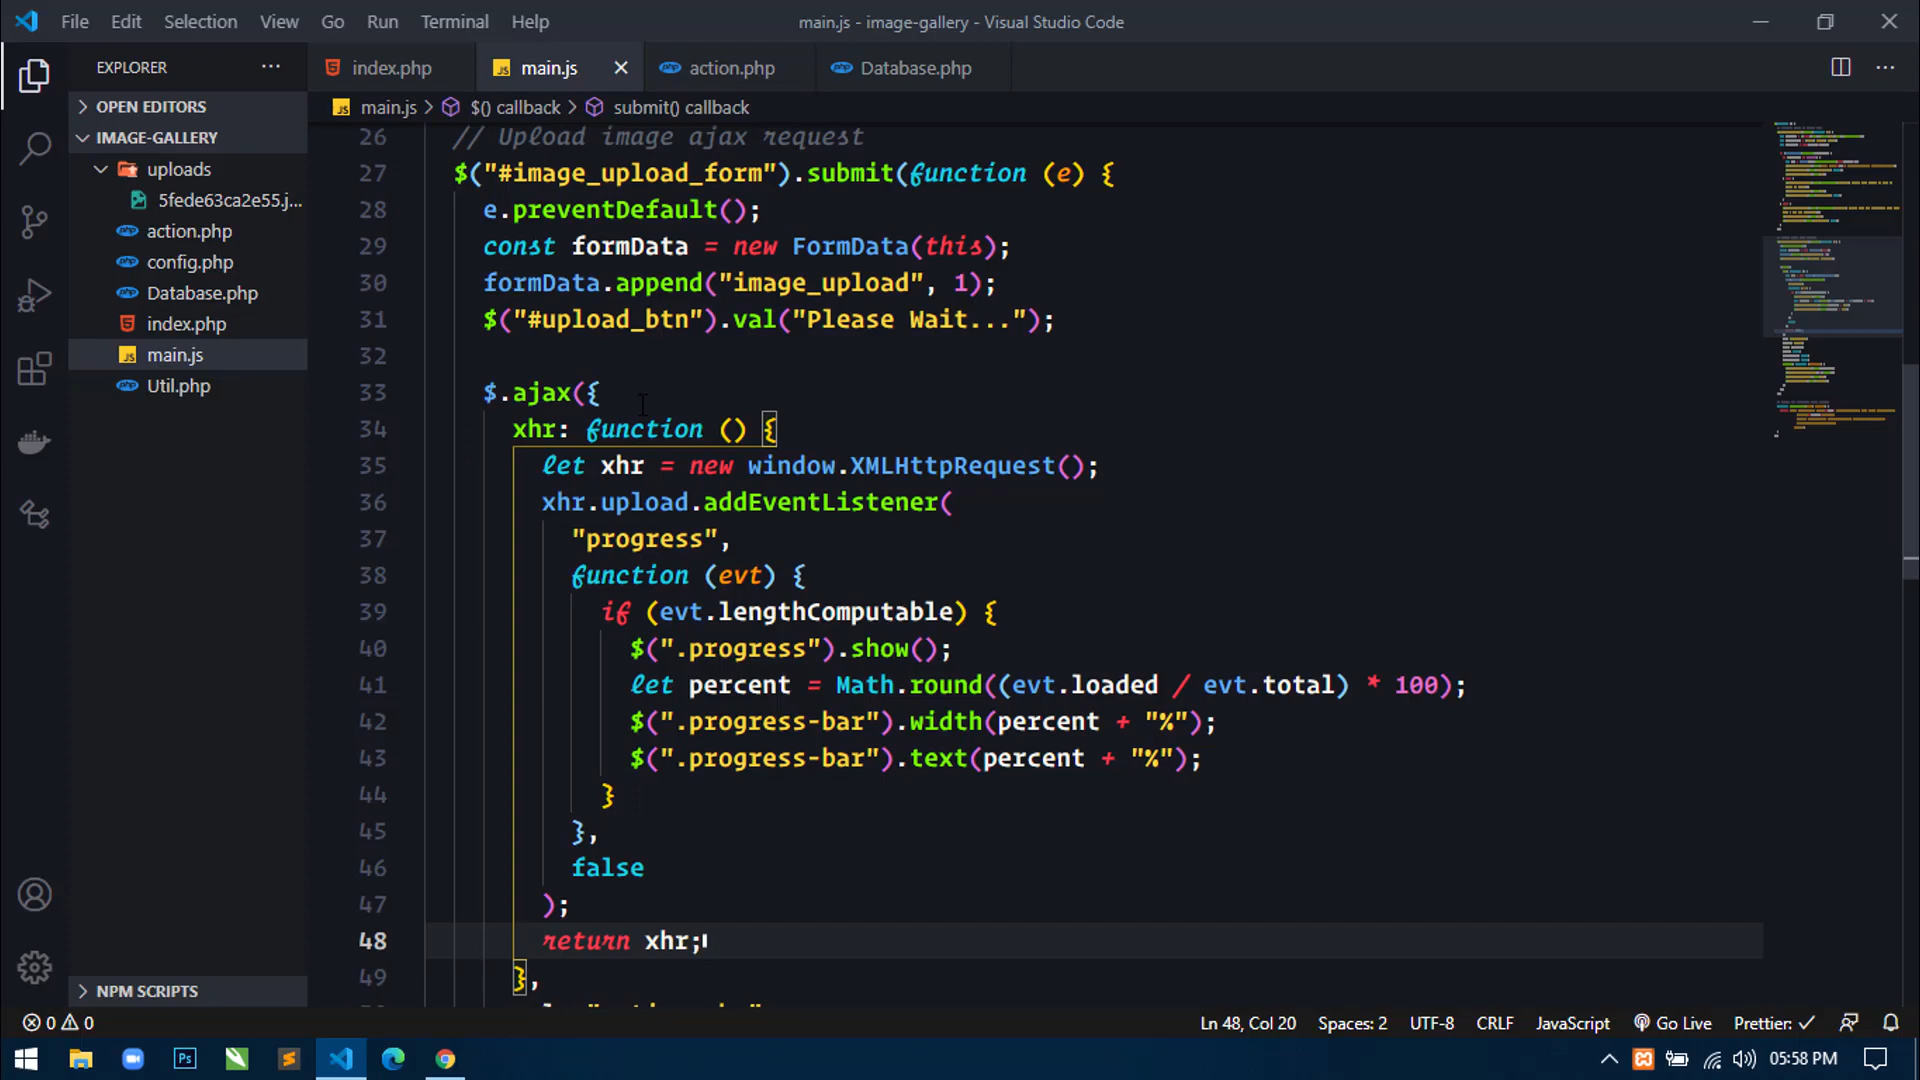 File Edit Selection View Go Run Terminal Help
main.js - image-gallery - Visual Studio Code
EXPLORER
OPEN EDITORS
IMAGE-GALLERY
uploads
5fede63ca2e55.j...
action.php
config.php
Database.php
index.php
main.js
Util.php
NPM SCRIPTS
index.php main.js action.php Database.php
main.js > $() callback > submit() callback
26 // Upload image ajax request
27 $("#image_upload_form").submit(function (e) {
28 e.preventDefault();
29 const formData = new FormData(this);
30 formData.append("image_upload", 1);
31 $("#upload_btn").val("Please Wait...");
32
33 $.ajax({
34 xhr: function () {
35 let xhr = new window.XMLHttpRequest();
36 xhr.upload.addEventListener(
37 "progress",
38 function (evt) {
39 if (evt.lengthComputable) {
40 $(".progress").show();
41 let percent = Math.round((evt.loaded / evt.total) * 100);
42 $(".progress-bar").width(percent + "%");
43 $(".progress-bar").text(percent + "%");
44 }
45 },
46 false
47 );
48 return xhr;
49 },
0 0 Ln 48, Col 20 Spaces: 2 UTF-8 CRLF JavaScript Go Live Prettier: ✓
Ps 05:58 PM